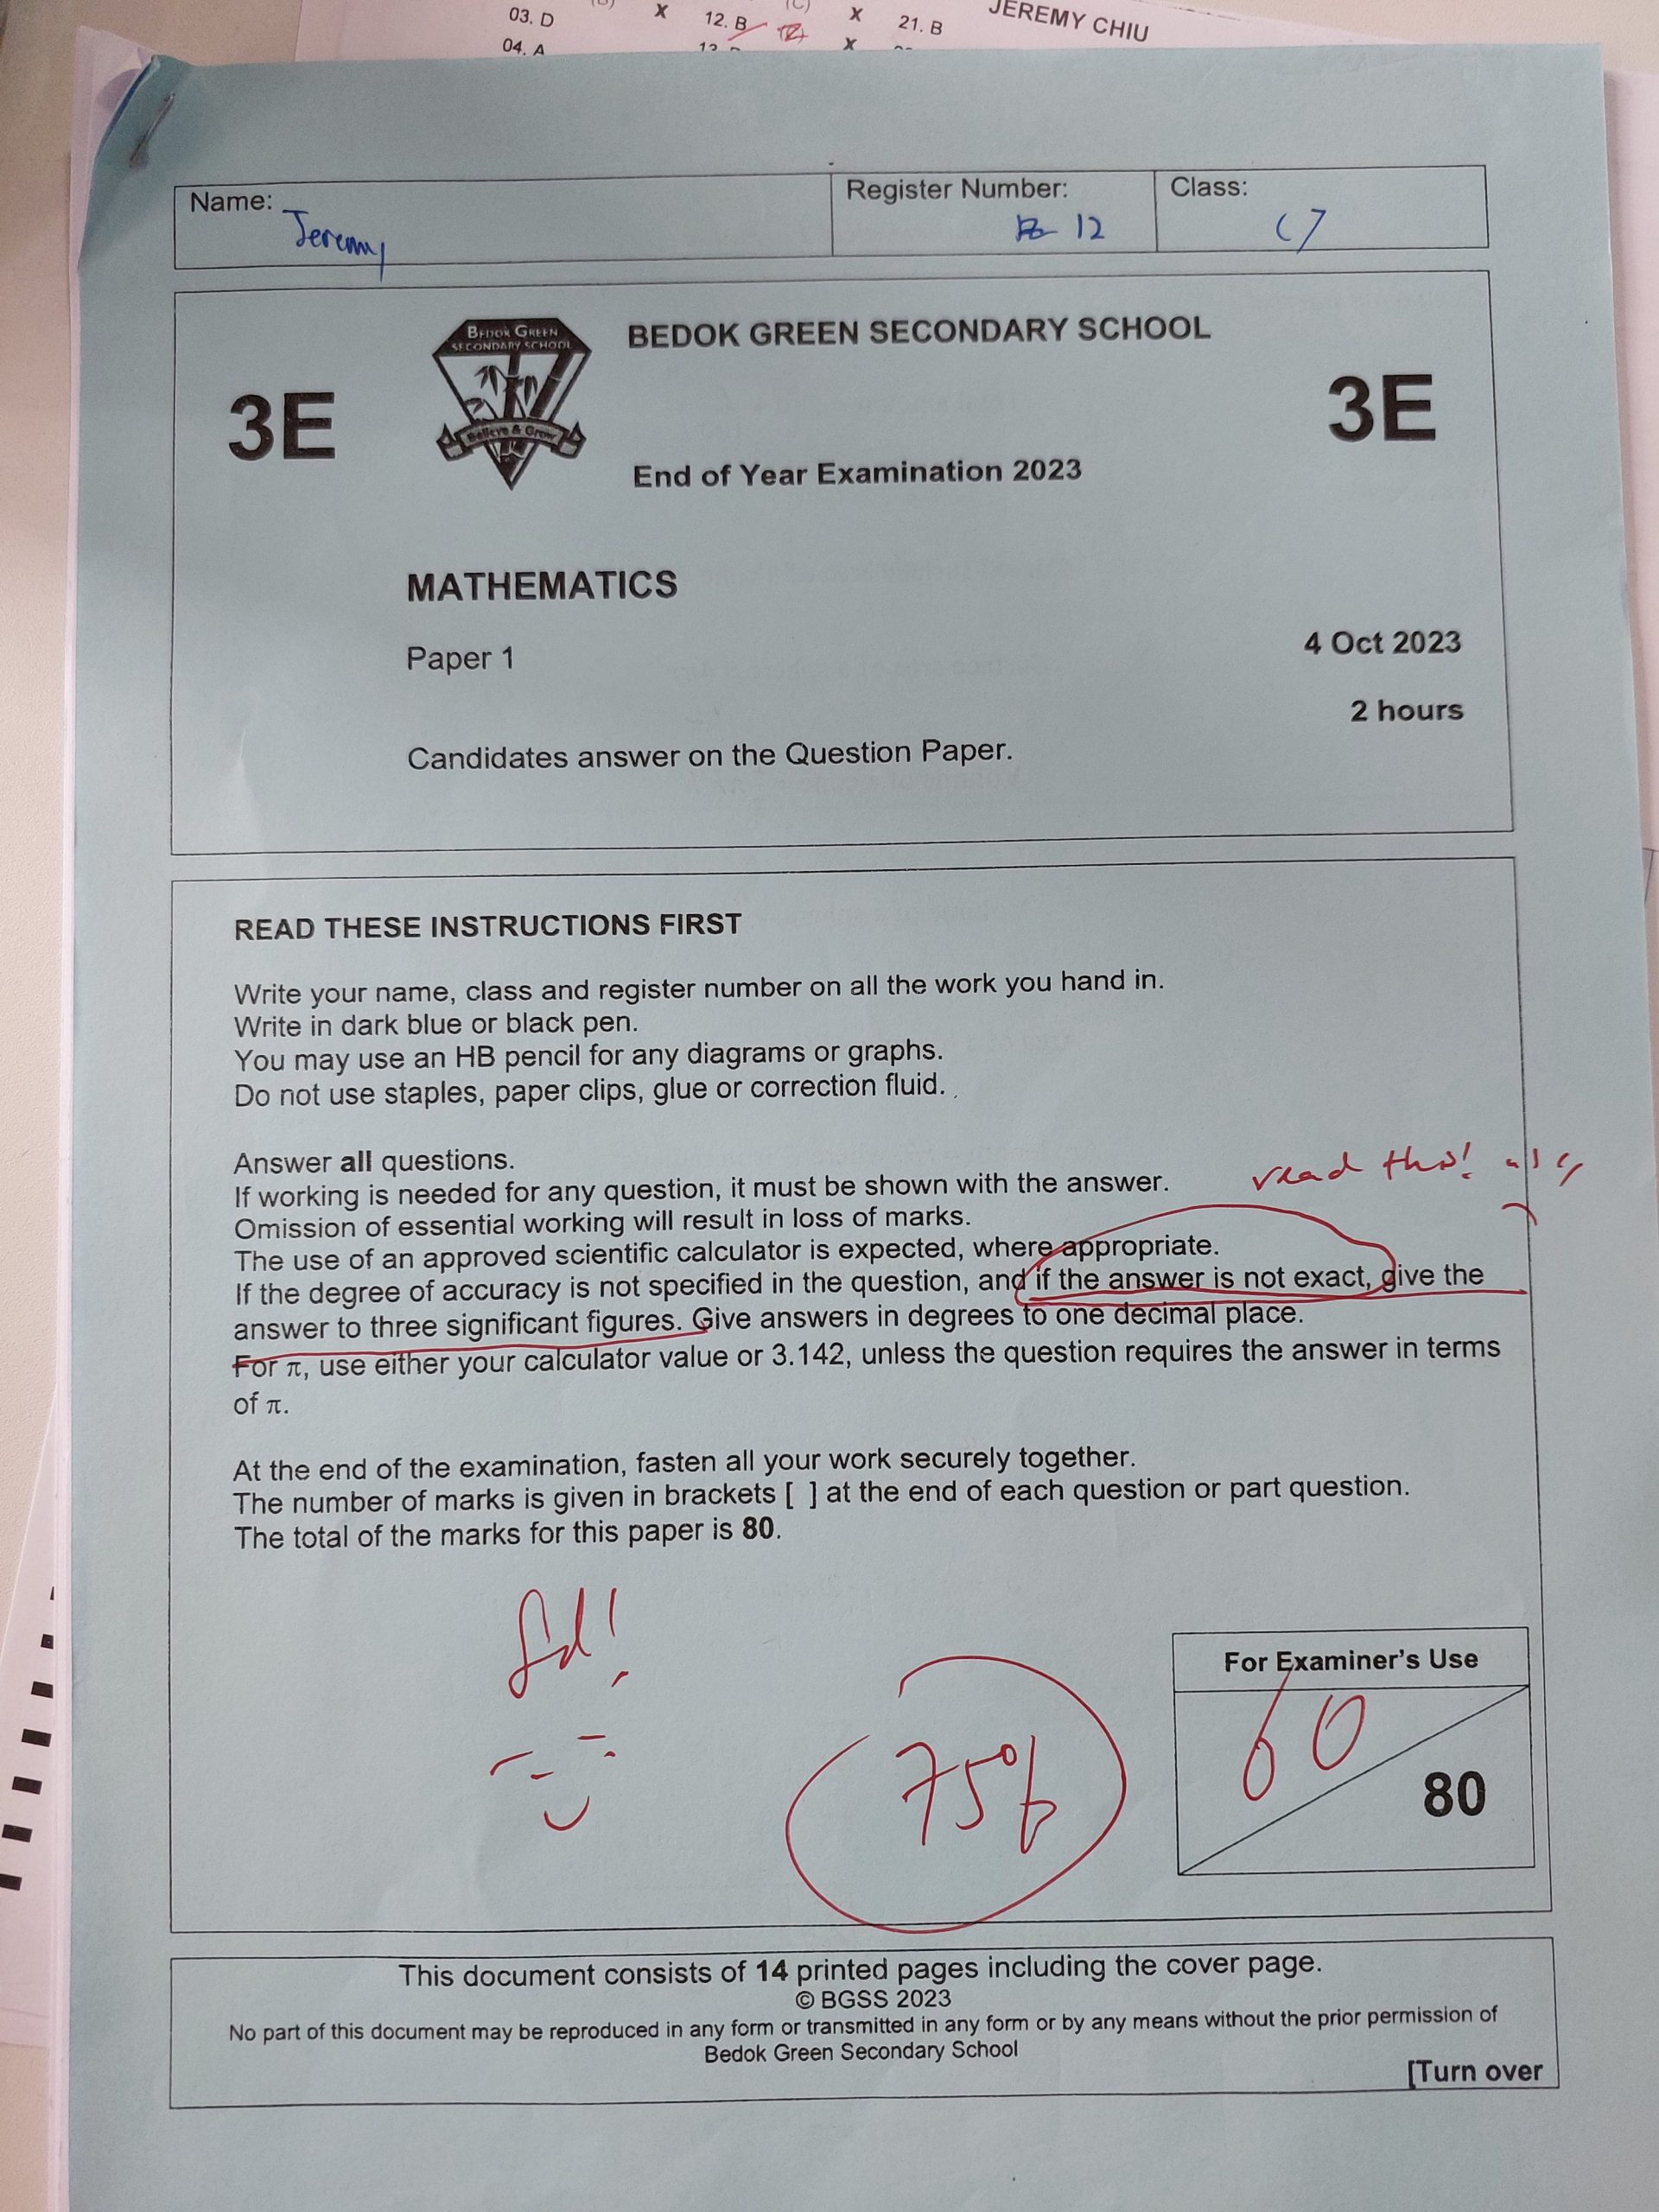 03. D
X
12. B
(C)
X
21. B
JEREMY CHIU
04. A
X
Name:
Jeremy
Register Number:
12
Class:
C7
3E
BEDOK GREEN
SECONDARY SCHOOL
Believe & Grow
BEDOK GREEN SECONDARY SCHOOL
3E
End of Year Examination 2023
MATHEMATICS
Paper 1
4 Oct 2023
2 hours
Candidates answer on the Question Paper.
READ THESE INSTRUCTIONS FIRST
Write your name, class and register number on all the work you hand in.
Write in dark blue or black pen.
You may use an HB pencil for any diagrams or graphs.
Do not use staples, paper clips, glue or correction fluid.
Answer all questions.
read this!
If working is needed for any question, it must be shown with the answer.
Omission of essential working will result in loss of marks.
The use of an approved scientific calculator is expected, where appropriate.
If the degree of accuracy is not specified in the question, and if the answer is not exact, give the
answer to three significant figures. Give answers in degrees to one decimal place.
For π, use either your calculator value or 3.142, unless the question requires the answer in terms
of π.
At the end of the examination, fasten all your work securely together.
The number of marks is given in brackets [ ] at the end of each question or part question.
The total of the marks for this paper is 80.
75%
For Examiner's Use
60
80
This document consists of 14 printed pages including the cover page.
© BGSS 2023
No part of this document may be reproduced in any form or transmitted in any form or by any means without the prior permission of
Bedok Green Secondary School
[Turn over